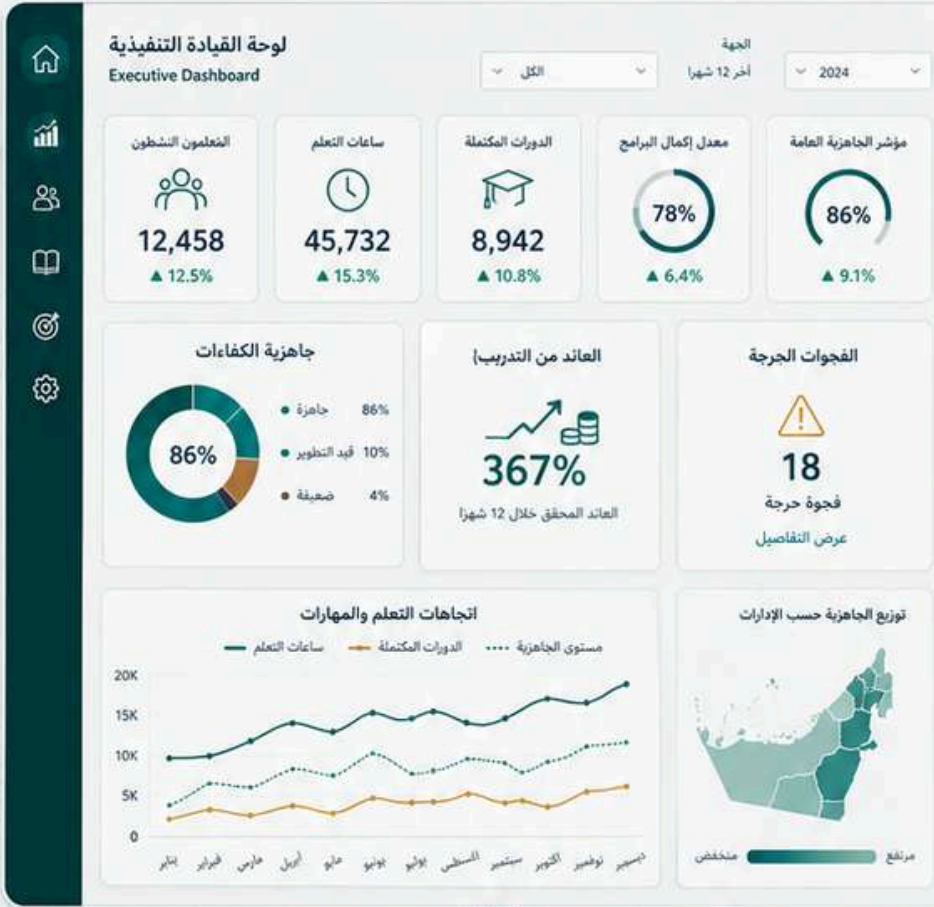 لوحة القيادة التنفيذية
Executive Dashboard
الجهة
أخر 12 شهرا
2024
الكل
مؤشر الجاهزية العامة
86%
▲ 9.1%
معدل إكمال البرامج
78%
▲ 6.4%
الدورات المكتملة
8,942
▲ 10.8%
ساعات التعلم
45,732
▲ 15.3%
المتعلمون النشطون
12,458
▲ 12.5%
الفجوات الحرجة
18
فجوة حرجة
عرض التفاصيل
العائد من التدريب
367%
العائد المحقق خلال 12 شهرا
جاهزية الكفاءات
86%
جاهزة 86%
قيد التطوير 10%
ضعيفة 4%
توزيع الجاهزية حسب الإدارات
مرتفع
منخفض
اتجاهات التعلم والمهارات
ساعات التعلم
الدورات المكتملة
مستوى الجاهزية
20K
15K
10K
5K
0
يناير فبراير مارس أبريل مايو يونيو يوليو أغسطس سبتمبر أكتوبر نوفمبر ديسمبر